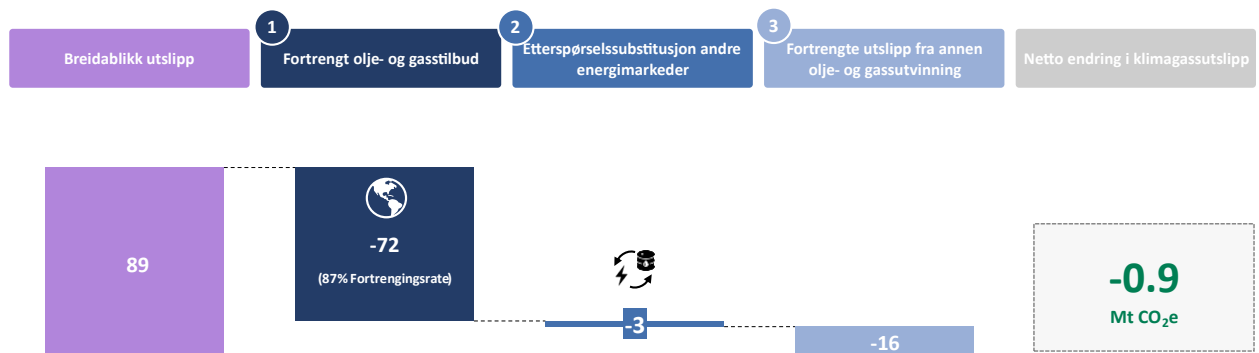 1
2
3
Breidablikk utslipp
Fortrengt olje- og gasstilbud
Etterspørselssubstitusjon andre
energimarkeder
Fortrengte utslipp fra annen
olje- og gassutvinning
Netto endring i klimagassutslipp
89
-72
(87% Fortrengingsrate)
-3
-16
-0.9
Mt CO₂e